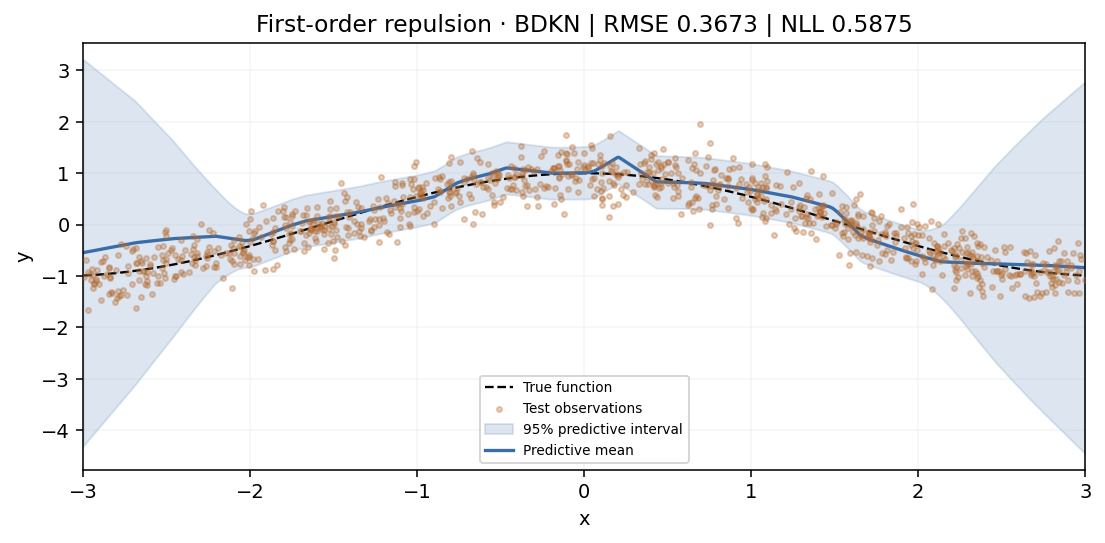 First-order repulsion · BDKN | RMSE 0.3673 | NLL 0.5875
3
2
1
0
−1
−2
−3
−4
y
True function
Test observations
95% predictive interval
Predictive mean
−3 −2 −1 0 1 2 3
x